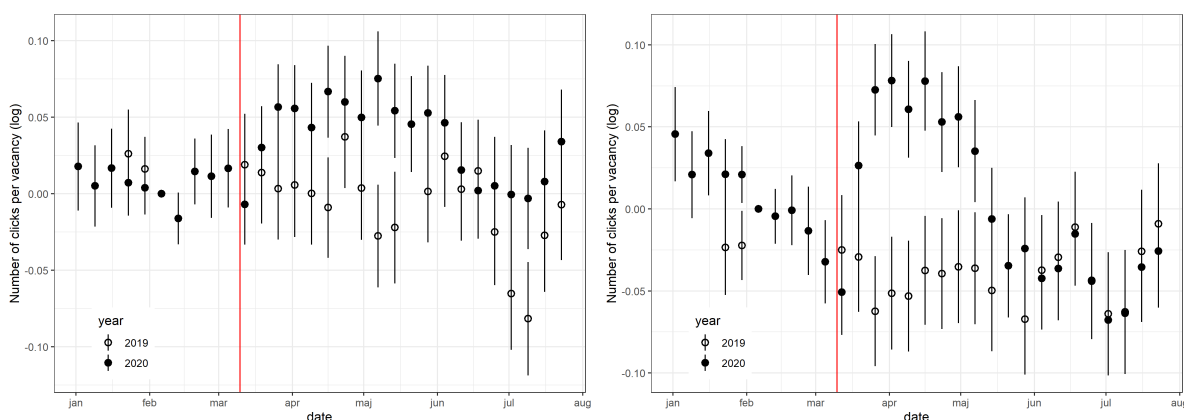 Number of clicks per vacancy (log)
0.10
0.05
0.00
-0.05
-0.10
year
2019
2020
jan feb mar apr maj jun jul aug
date
Number of clicks per vacancy (log)
0.10
0.05
0.00
-0.05
-0.10
year
2019
2020
jan feb mar apr maj jun jul aug
date